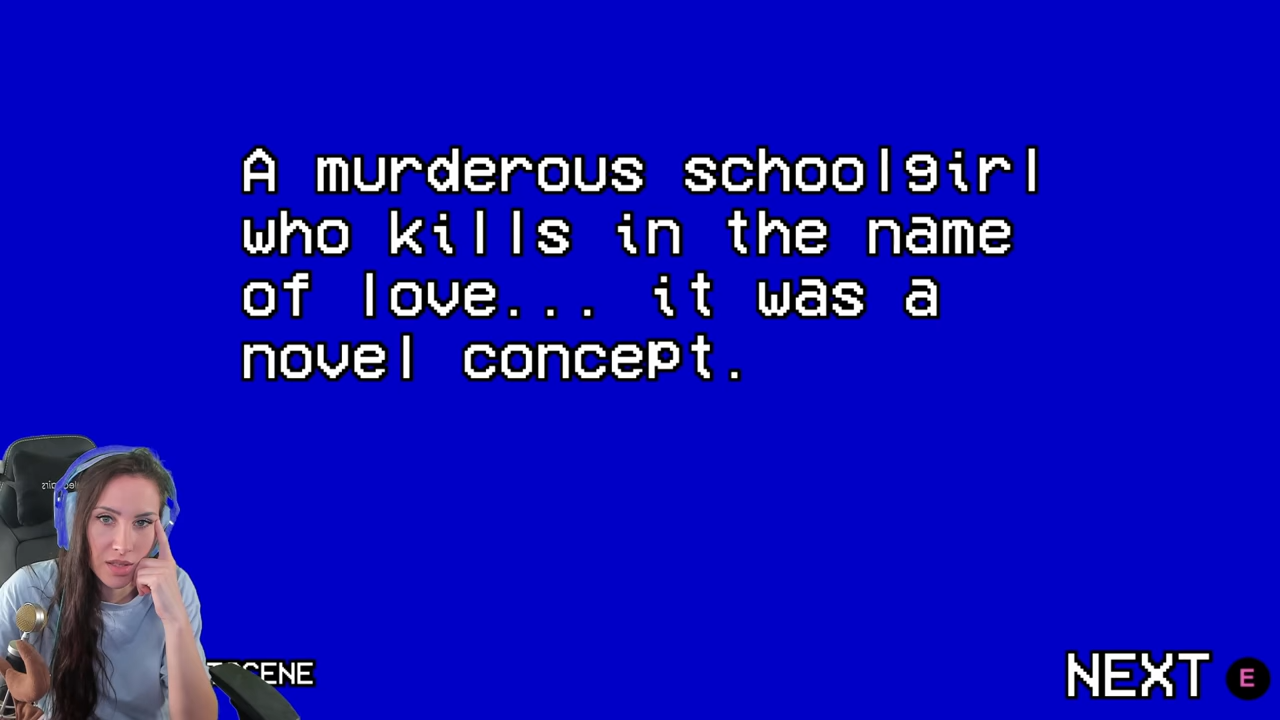 A murderous schoolgirl
who kills in the name
of love... it was a
novel concept.
NEXT E